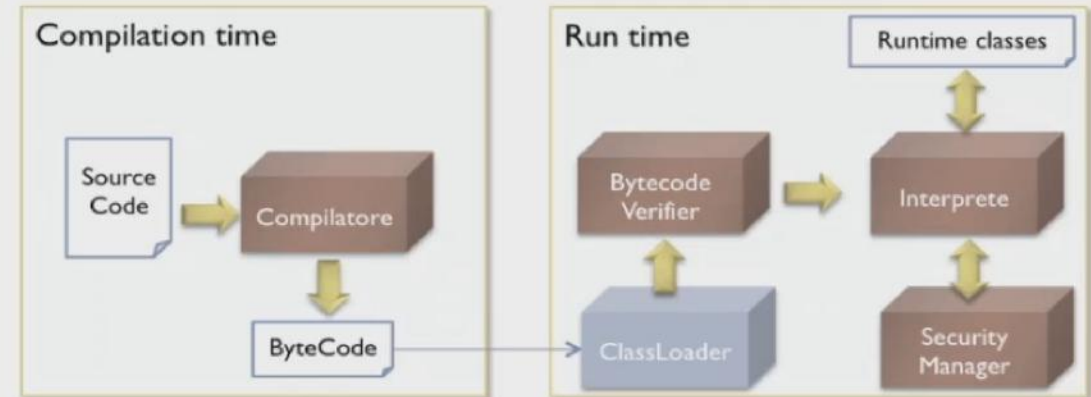 Compilation time
Source
Code
Compilatore
ByteCode
Run time
Runtime classes
Bytecode
Verifier
Interprete
ClassLoader
Security
Manager